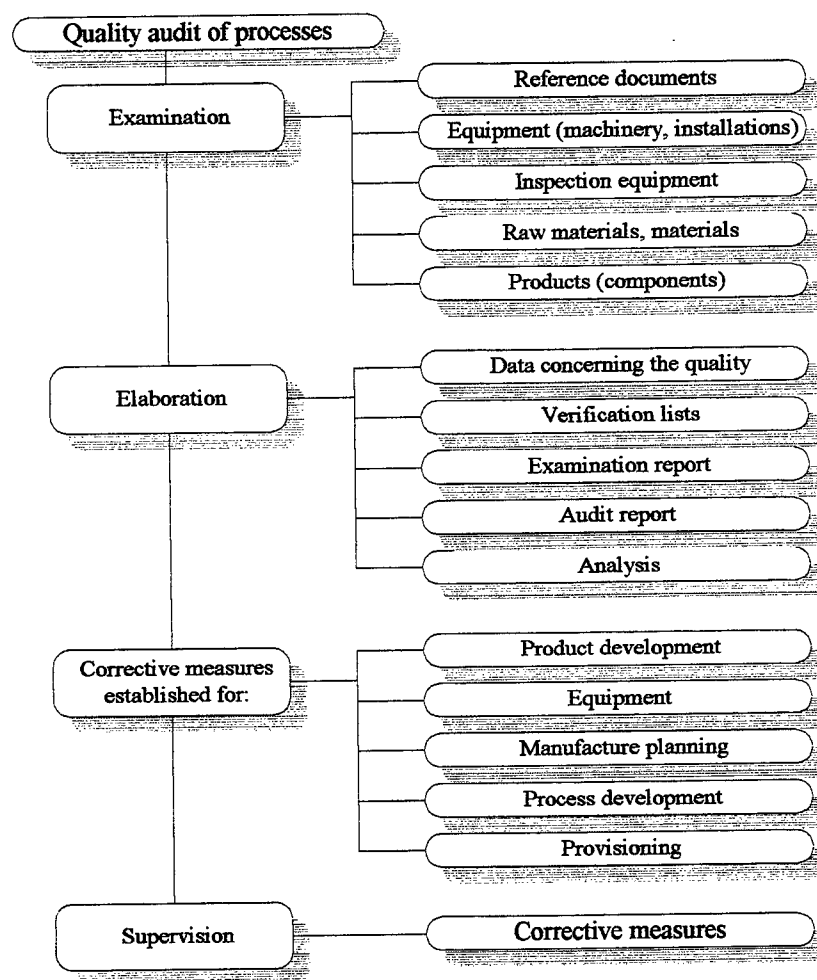 Quality audit of processes
Examination
Reference documents
Equipment (machinery, installations)
Inspection equipment
Raw materials, materials
Products (components)
Elaboration
Data concerning the quality
Verification lists
Examination report
Audit report
Analysis
Corrective measures
established for:
Product development
Equipment
Manufacture planning
Process development
Provisioning
Supervision
Corrective measures